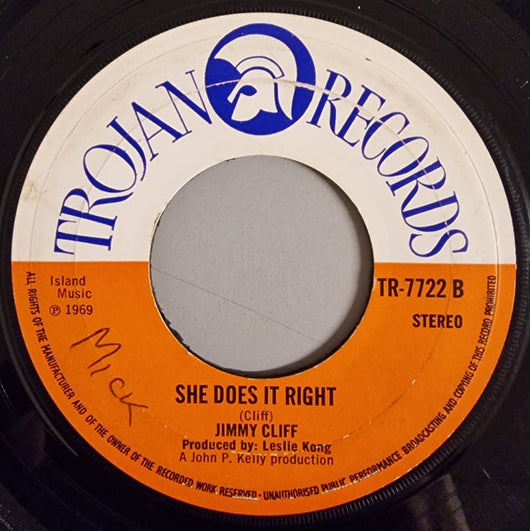 TROJAN RECORDS
Island
Music
℗ 1969
TR-7722 B
STEREO
Mick
SHE DOES IT RIGHT
(Cliff)
JIMMY CLIFF
Produced by: Leslie Kong
A John P. Kelly production
ALL RIGHTS OF THE MANUFACTURER AND OF THE OWNER OF THE RECORDED WORK RESERVED - UNAUTHORISED PUBLIC PERFORMANCE BROADCASTING AND COPYING OF THIS RECORD PROHIBITED